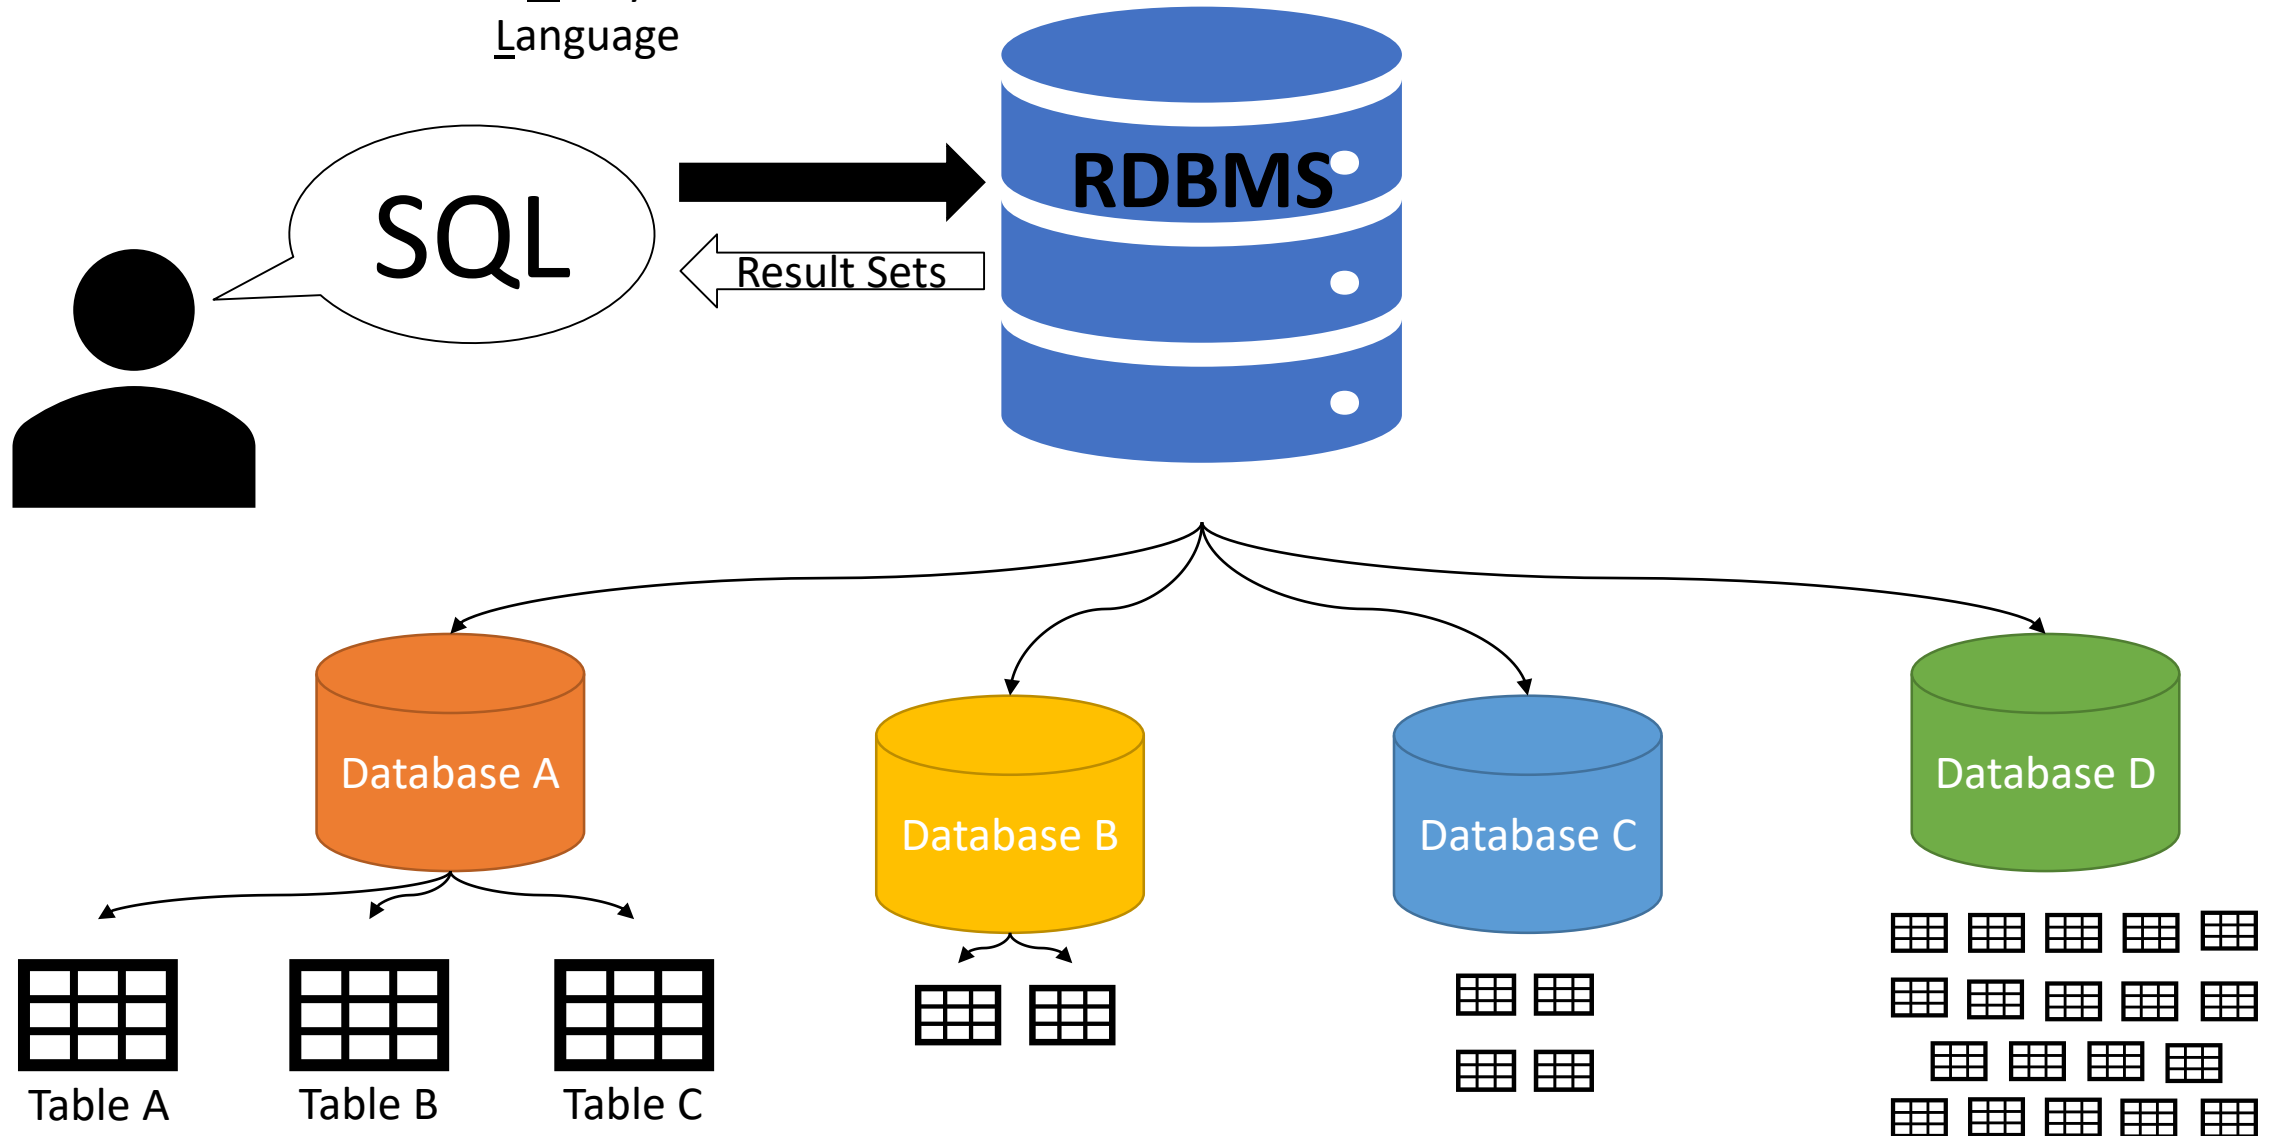 Language
SQL
RDBMS
Result Sets
Database A
Database B
Database C
Database D
Table A
Table B
Table C